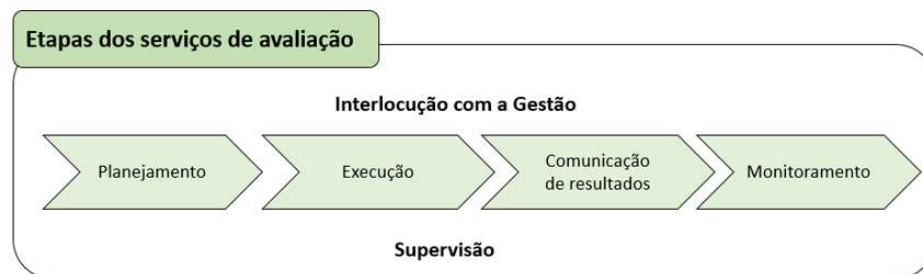 Etapas dos serviços de avaliação
Interlocução com a Gestão
Planejamento
Execução
Comunicação
de resultados
Monitoramento
Supervisão